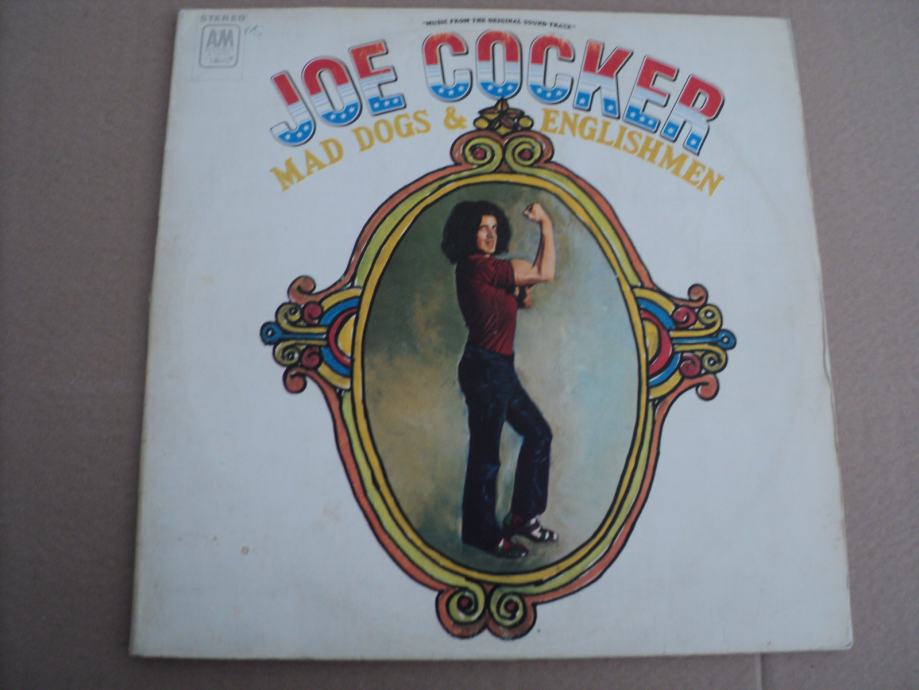 STEREO
"MUSIC FROM THE ORIGINAL SOUND TRACK"
A&M
JOE COCKER
MAD DOGS & ENGLISHMEN